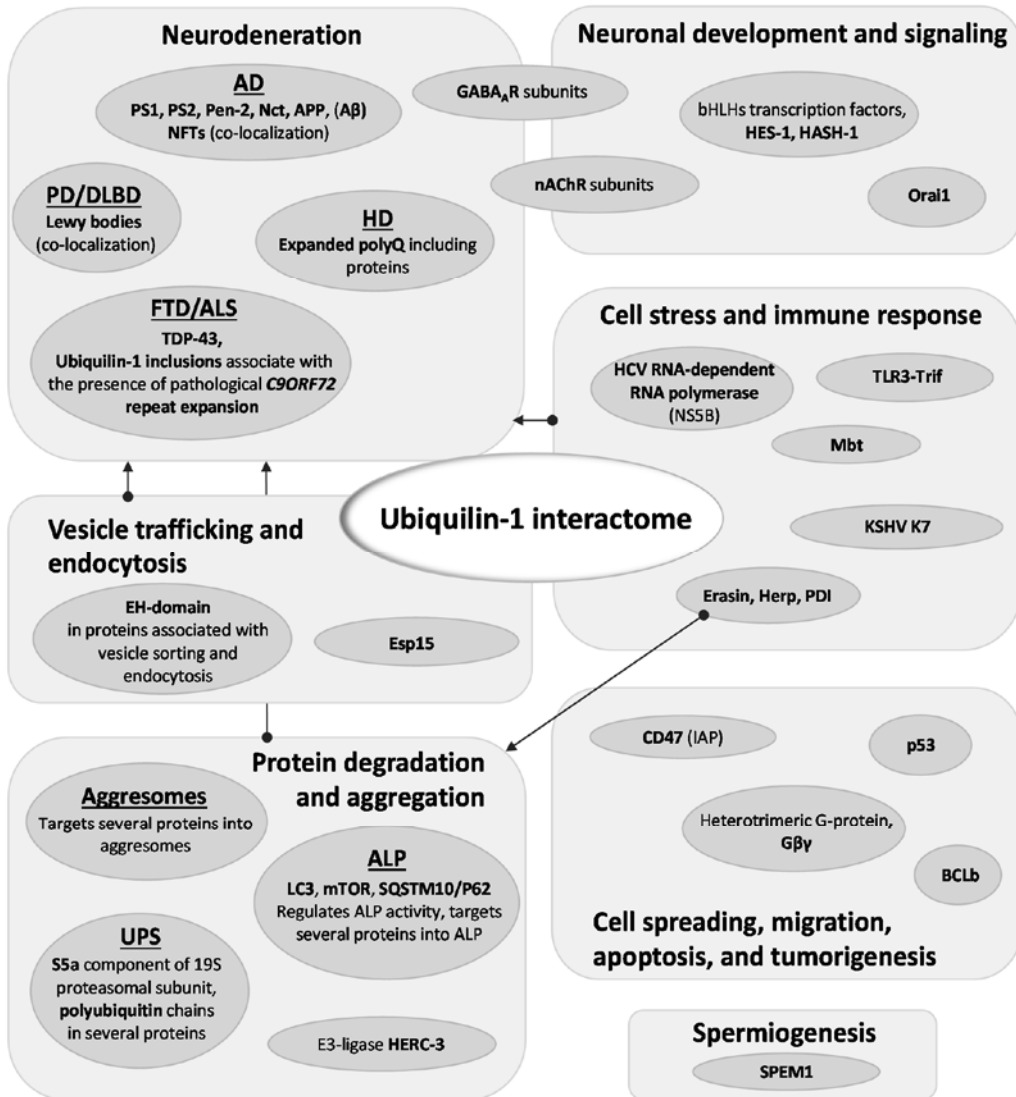 Neurodeneration
AD
PS1, PS2, Pen-2, Nct, APP, (Aβ)
NFTs (co-localization)
PD/DLBD
Lewy bodies
(co-localization)
HD
Expanded polyQ including
proteins
FTD/ALS
TDP-43,
Ubiquilin-1 inclusions associate with
the presence of pathological C9ORF72
repeat expansion
GABAAR subunits
nAChR subunits
Neuronal development and signaling
bHLHs transcription factors,
HES-1, HASH-1
Orai1
Cell stress and immune response
HCV RNA-dependent
RNA polymerase
(NS5B)
TLR3-Trif
Mbt
KSHV K7
Erasin, Herp, PDI
Ubiquilin-1 interactome
Vesicle trafficking and
endocytosis
EH-domain
in proteins associated with
vesicle sorting and
endocytosis
Esp15
Protein degradation
and aggregation
Aggresomes
Targets several proteins into
aggresomes
ALP
LC3, mTOR, SQSTM10/P62
Regulates ALP activity, targets
several proteins into ALP
UPS
S5a component of 19S
proteasomal subunit,
polyubiquitin chains
in several proteins
E3-ligase HERC-3
CD47 (IAP)
p53
Heterotrimeric G-protein,
Gβγ
BCLb
Cell spreading, migration,
apoptosis, and tumorigenesis
Spermiogenesis
SPEM1